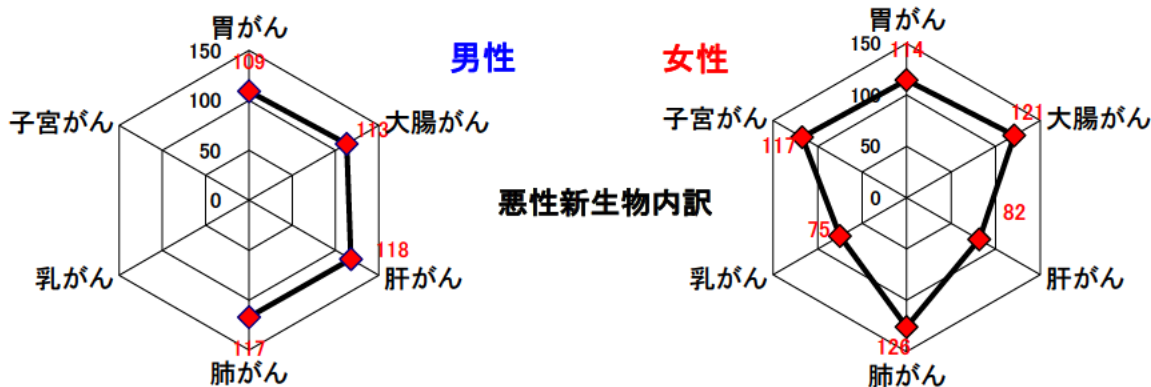 胃がん
150
109
100
50
0
大腸がん
113
肝がん
118
肺がん
117
乳がん
子宮がん
男性
女性
悪性新生物内訳
胃がん
150
114
100
50
0
大腸がん
121
肝がん
82
肺がん
126
乳がん
75
子宮がん
117